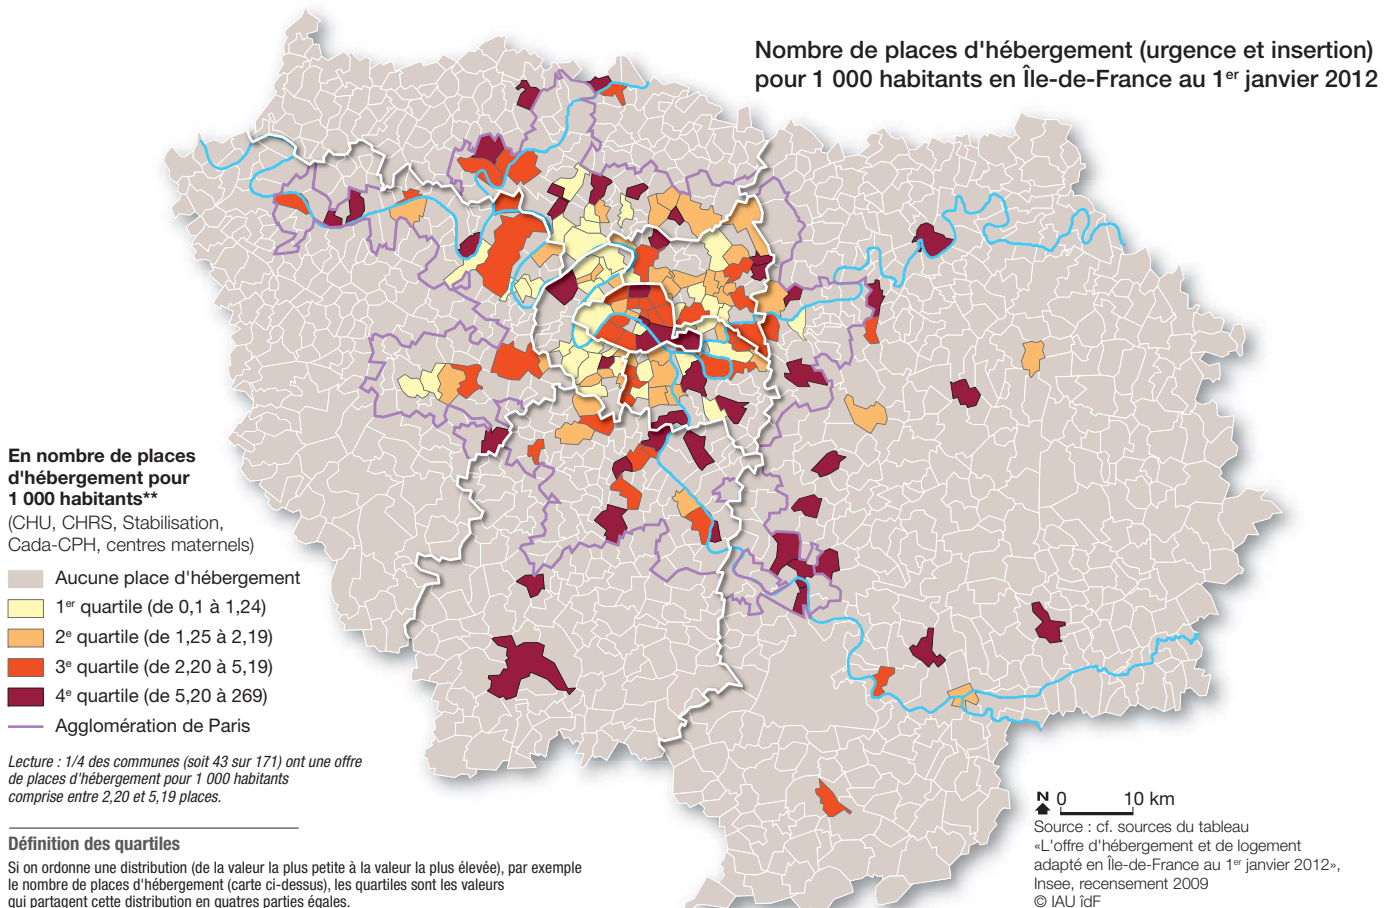 Nombre de places d'hébergement (urgence et insertion)
pour 1 000 habitants en Île-de-France au 1er janvier 2012
En nombre de places
d'hébergement pour
1 000 habitants**
(CHU, CHRS, Stabilisation,
Cada-CPH, centres maternels)
Aucune place d'hébergement
1er quartile (de 0,1 à 1,24)
2e quartile (de 1,25 à 2,19)
3e quartile (de 2,20 à 5,19)
4e quartile (de 5,20 à 269)
Agglomération de Paris
Lecture : 1/4 des communes (soit 43 sur 171) ont une offre
de places d'hébergement pour 1 000 habitants
comprise entre 2,20 et 5,19 places.
Définition des quartiles
Si on ordonne une distribution (de la valeur la plus petite à la valeur la plus élevée), par exemple
le nombre de places d'hébergement (carte ci-dessus), les quartiles sont les valeurs
qui partagent cette distribution en quatres parties égales.
N 0 10 km
Source : cf. sources du tableau
«L'offre d'hébergement et de logement
adapté en Île-de-France au 1er janvier 2012»,
Insee, recensement 2009
© IAU îdF